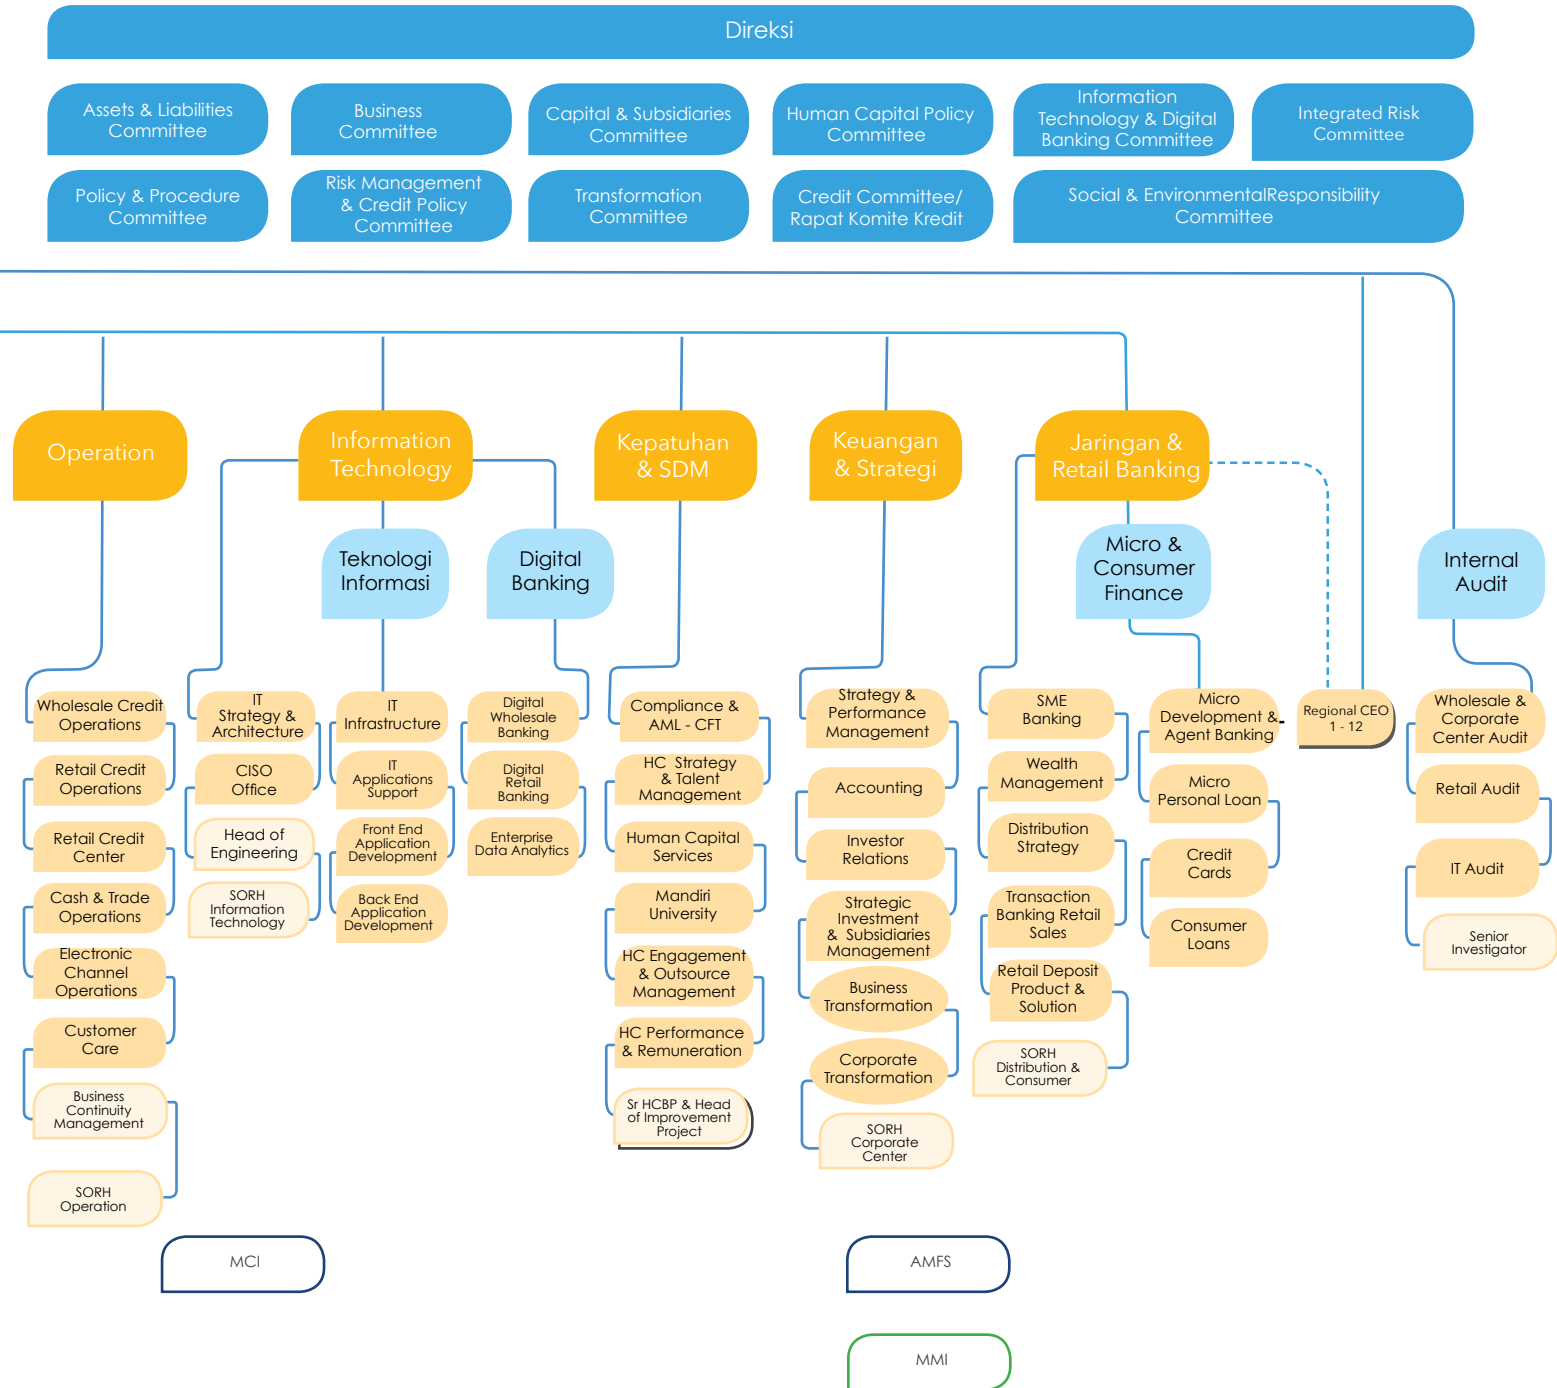 Direksi
Assets & Liabilities
Committee
Business
Committee
Capital & Subsidiaries
Committee
Human Capital Policy
Committee
Information
Technology & Digital
Banking Committee
Integrated Risk
Committee
Policy & Procedure
Committee
Risk Management
& Credit Policy
Committee
Transformation
Committee
Credit Committee/
Rapat Komite Kredit
Social & EnvironmentalResponsibility
Committee
Operation
Information
Technology
Kepatuhan
& SDM
Keuangan
& Strategi
Jaringan &
Retail Banking
Teknologi
Informasi
Digital
Banking
Micro &
Consumer
Finance
Internal
Audit
Wholesale Credit
Operations
Retail Credit
Operations
Retail Credit
Center
Cash & Trade
Operations
Electronic
Channel
Operations
Customer
Care
Business
Continuity
Management
SORH
Operation
IT
Strategy &
Architecture
CISO
Office
Head of
Engineering
SORH
Information
Technology
IT
Infrastructure
IT
Applications
Support
Front End
Application
Development
Back End
Application
Development
Digital
Wholesale
Banking
Digital
Retail
Banking
Enterprise
Data Analytics
Compliance &
AML - CFT
HC Strategy
& Talent
Management
Human Capital
Services
Mandiri
University
HC Engagement
& Outsource
Management
HC Performance
& Remuneration
Sr HCBP & Head
of Improvement
Project
Strategy &
Performance
Management
Accounting
Investor
Relations
Strategic
Investment
& Subsidiaries
Management
Business
Transformation
Corporate
Transformation
SORH
Corporate
Center
SME
Banking
Wealth
Management
Distribution
Strategy
Transaction
Banking Retail
Sales
Retail Deposit
Product &
Solution
SORH
Distribution &
Consumer
Micro
Development &-
Agent Banking
Micro
Personal Loan
Credit
Cards
Consumer
Loans
Regional CEO
1 - 12
Wholesale &
Corporate
Center Audit
Retail Audit
IT Audit
Senior
Investigator
MCI
AMFS
MMI